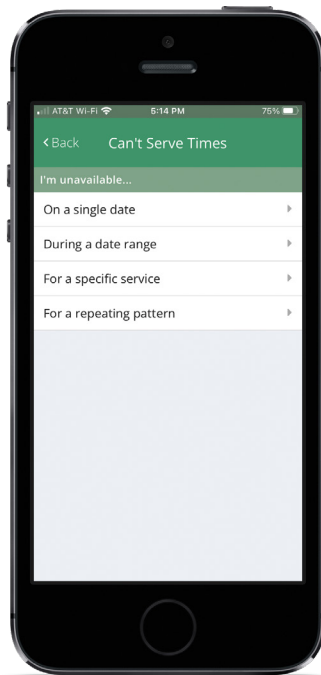 AT&T Wi-Fi 5:14 PM 75%
Back Can't Serve Times
I'm unavailable...
On a single date
During a date range
For a specific service
For a repeating pattern